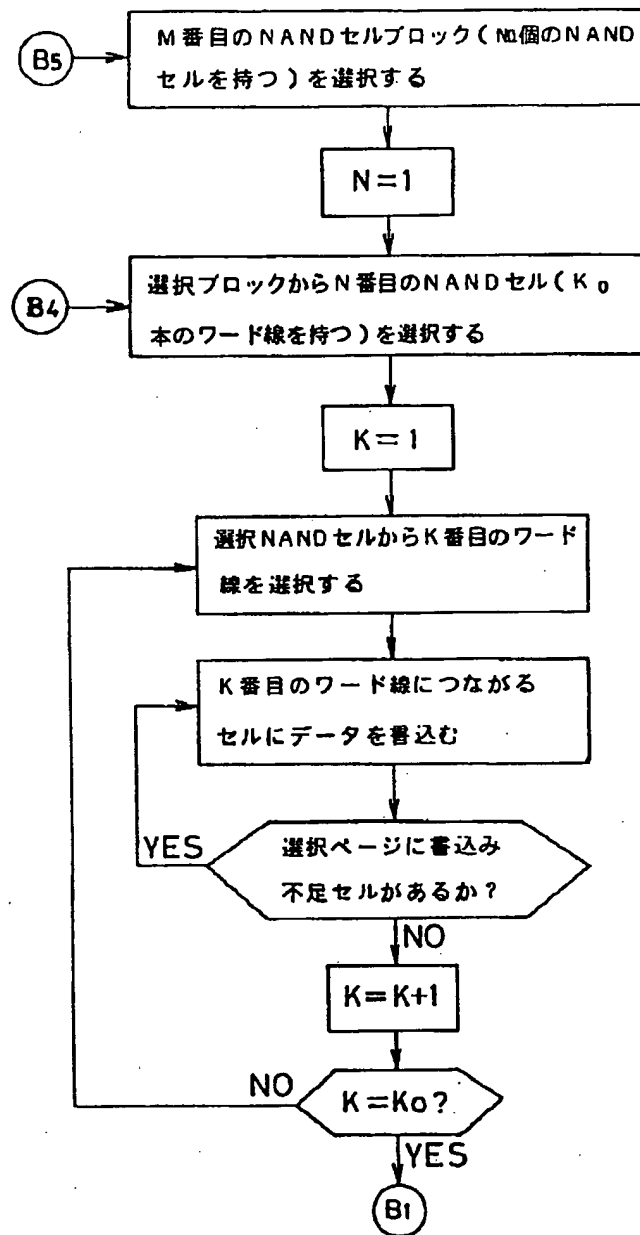 B5
M番目のNANDセルブロック(N0個のNAND
セルを持つ)を選択する
N=1
B4
選択ブロックからN番目のNANDセル(K0
本のワード線を持つ)を選択する
K=1
選択NANDセルからK番目のワード
線を選択する
K番目のワード線につながる
セルにデータを書込む
YES
選択ページに書込み
不足セルがあるか?
NO
K=K+1
NO
K=K0?
YES
B1